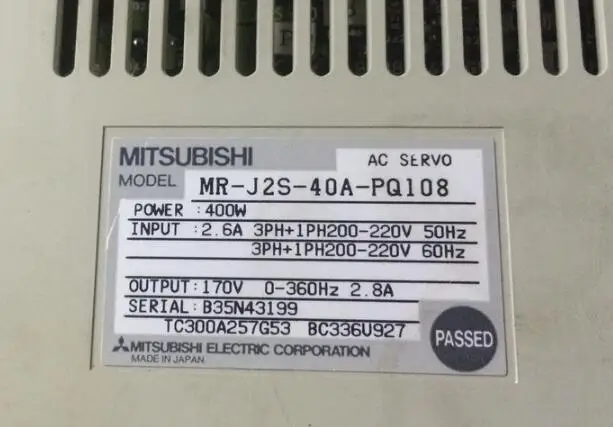 MITSUBISHI AC SERVO
MODEL MR-J2S-40A-PQ108
POWER : 400W
INPUT : 2.6A 3PH+1PH200-220V 50Hz
3PH+1PH200-220V 60Hz
OUTPUT: 170V 0-360Hz 2.8A
SERIAL: B35N43199
TC300A257G53 BC336U927
PASSED
MITSUBISHI ELECTRIC CORPORATION
MADE IN JAPAN